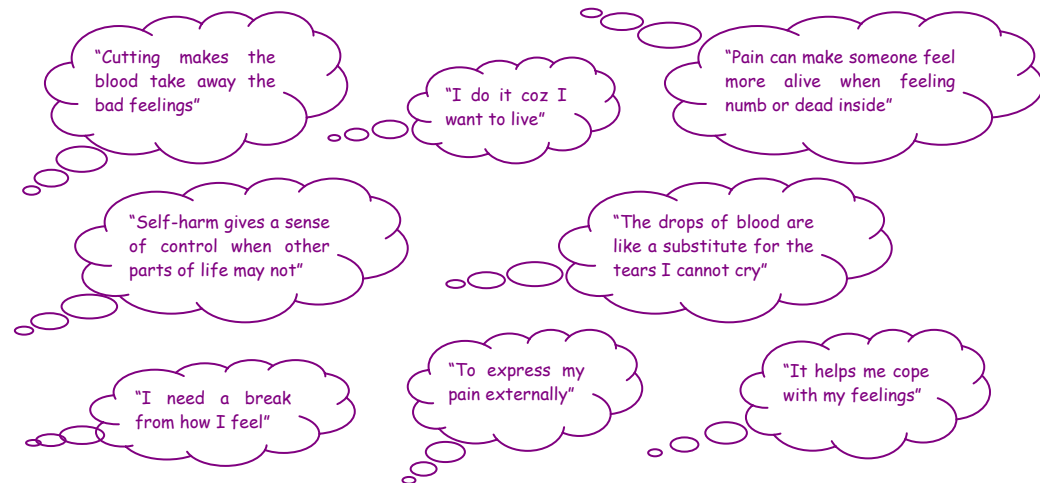 “Cutting makes the
blood take away the
bad feelings”
“I do it coz I
want to live”
“Pain can make someone feel
more alive when feeling
numb or dead inside”
“Self-harm gives a sense
of control when other
parts of life may not”
“The drops of blood are
like a substitute for the
tears I cannot cry”
“I need a break
from how I feel”
“To express my
pain externally”
“It helps me cope
with my feelings”